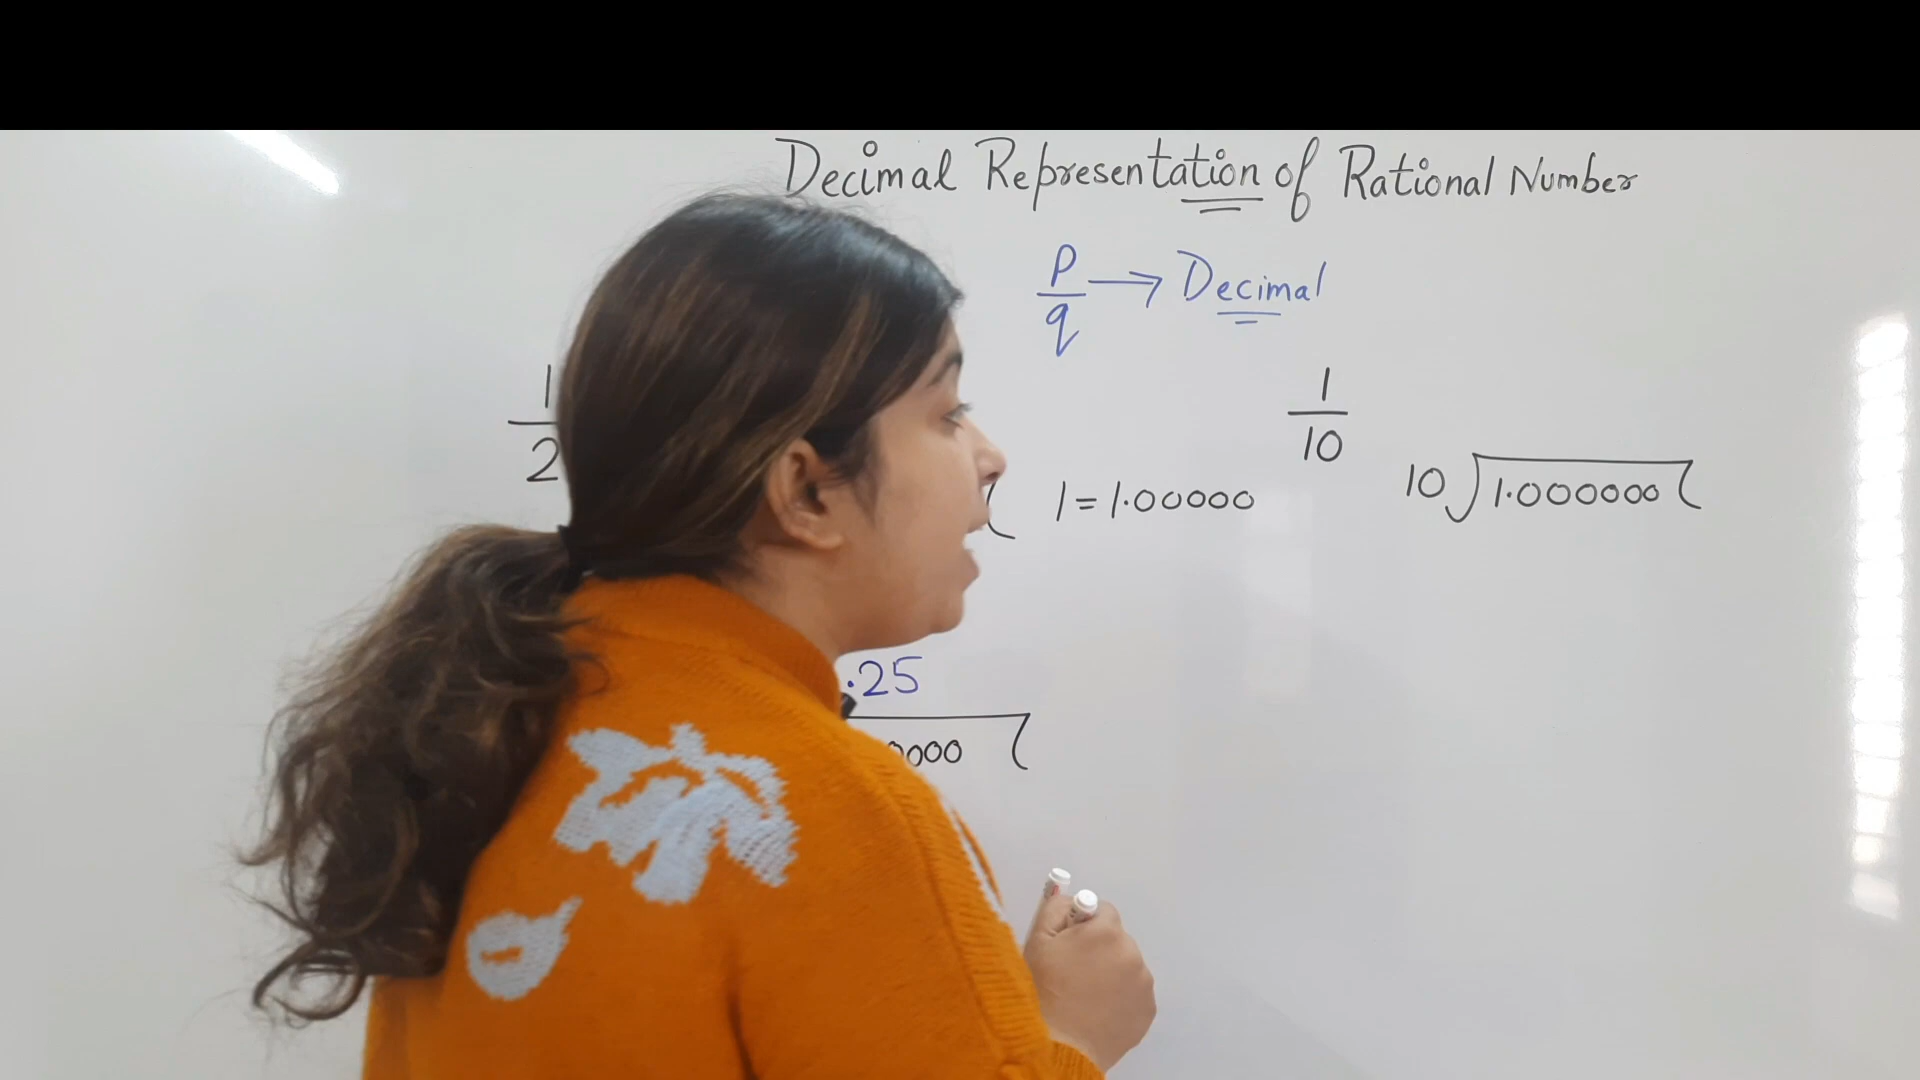 Decimal Representation of Rational Number
p/q → Decimal
1/2
1 = 1.00000
1/10
10 1.000000
.25
0000